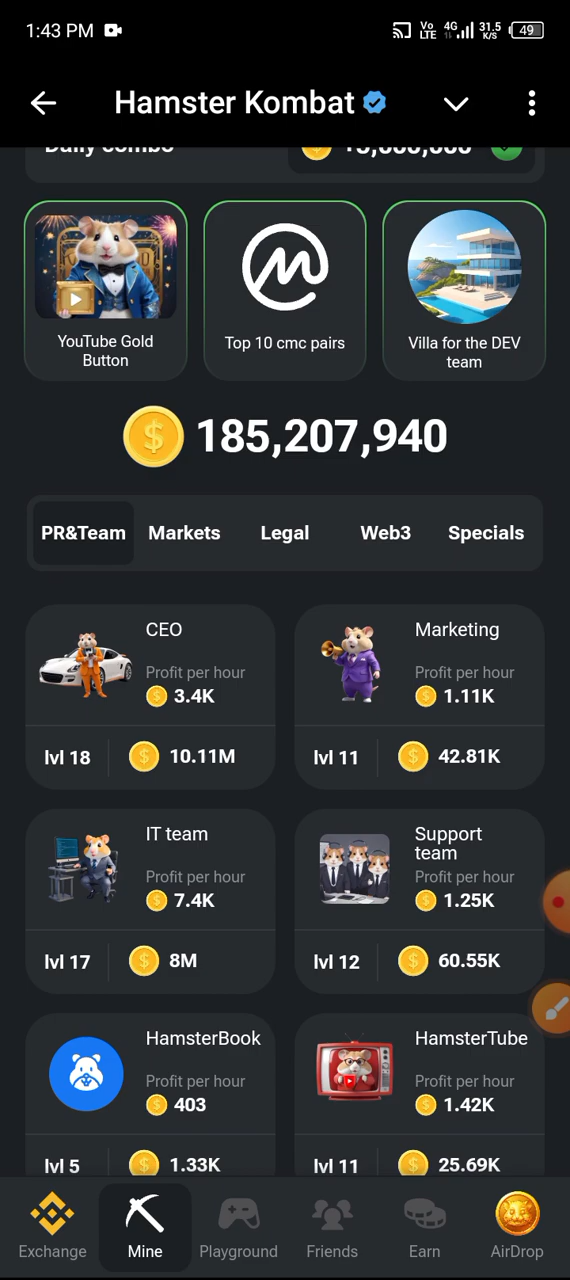 1:43 PM
Vo LTE 4G 31.5 K/S 49
Hamster Kombat
Daily combo +5,000,000
YouTube Gold
Button
Top 10 cmc pairs
Villa for the DEV
team
185,207,940
PR&Team Markets Legal Web3 Specials
CEO
Profit per hour
3.4K
lvl 18 10.11M
Marketing
Profit per hour
1.11K
lvl 11 42.81K
IT team
Profit per hour
7.4K
lvl 17 8M
Support
team
Profit per hour
1.25K
lvl 12 60.55K
HamsterBook
Profit per hour
403
lvl 5 1.33K
HamsterTube
Profit per hour
1.42K
lvl 11 25.69K
Exchange Mine Playground Friends Earn AirDrop